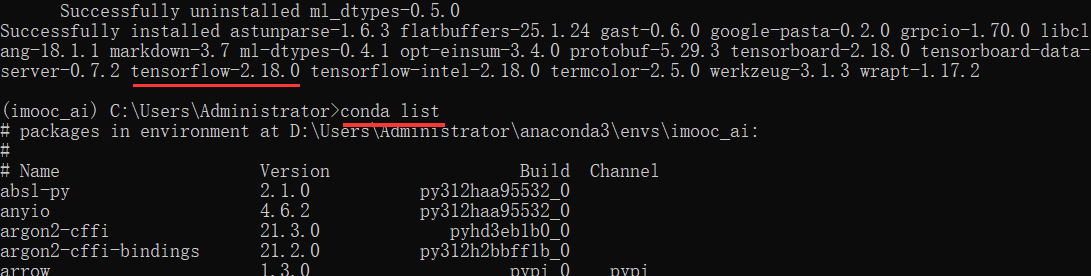 Successfully uninstalled ml_dtypes-0.5.0
Successfully installed astunparse-1.6.3 flatbuffers-25.1.24 gast-0.6.0 google-pasta-0.2.0 grpcio-1.70.0 libcl
ang-18.1.1 markdown-3.7 ml-dtypes-0.4.1 opt-einsum-3.4.0 protobuf-5.29.3 tensorboard-2.18.0 tensorboard-data-
server-0.7.2 tensorflow-2.18.0 tensorflow-intel-2.18.0 termcolor-2.5.0 werkzeug-3.1.3 wrapt-1.17.2
(imooc_ai) C:\Users\Administrator>conda list
# packages in environment at D:\Users\Administrator\anaconda3\envs\imooc_ai:
#
# Name Version Build Channel
absl-py 2.1.0 py312haa95532_0
anyio 4.6.2 py312haa95532_0
argon2-cffi 21.3.0 pyhd3eb1b0_0
argon2-cffi-bindings 21.2.0 py312h2bbff1b_0
arrow 1.3.0 pypi_0 pypi